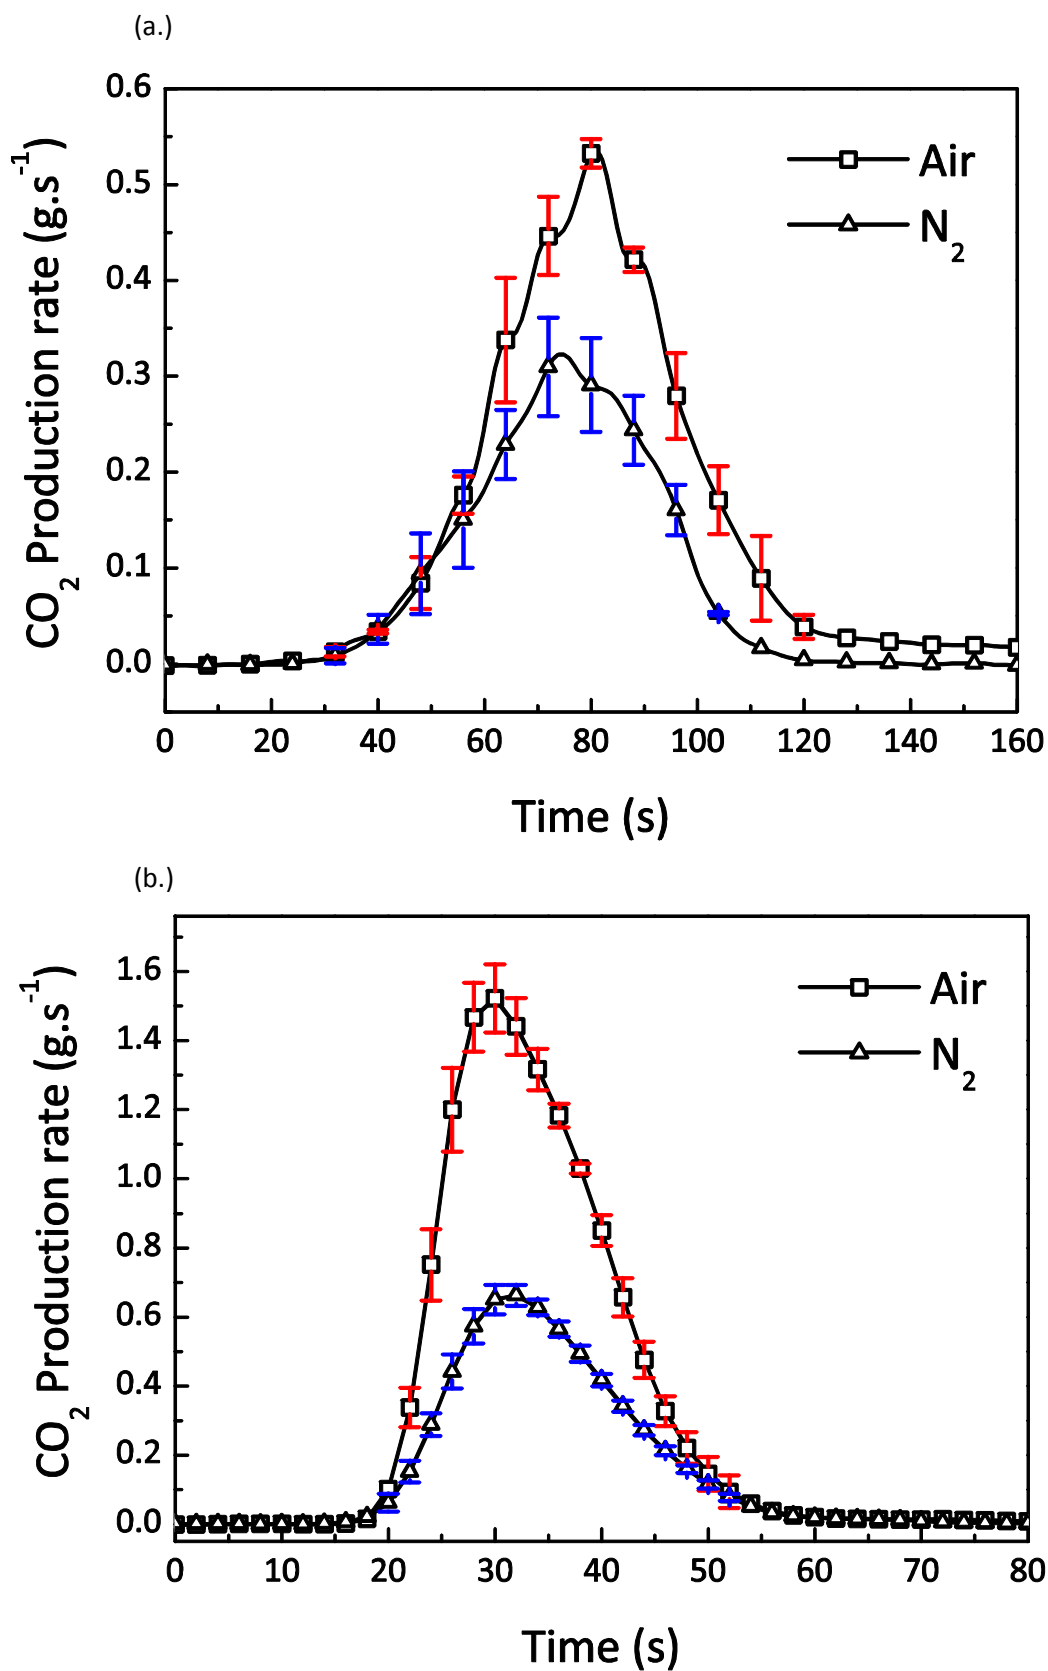 (a.)
0.6
0.5
0.4
0.3
0.2
0.1
0.0
CO2 Production rate (g.s-1)
Air
N2
0 20 40 60 80 100 120 140 160
Time (s)
(b.)
1.6
1.4
1.2
1.0
0.8
0.6
0.4
0.2
0.0
CO2 Production rate (g.s-1)
Air
N2
0 10 20 30 40 50 60 70 80
Time (s)